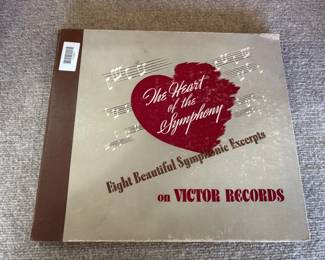 The Heart
of the
Symphony
Eight Beautiful Symphonic Excerpts
on VICTOR RECORDS